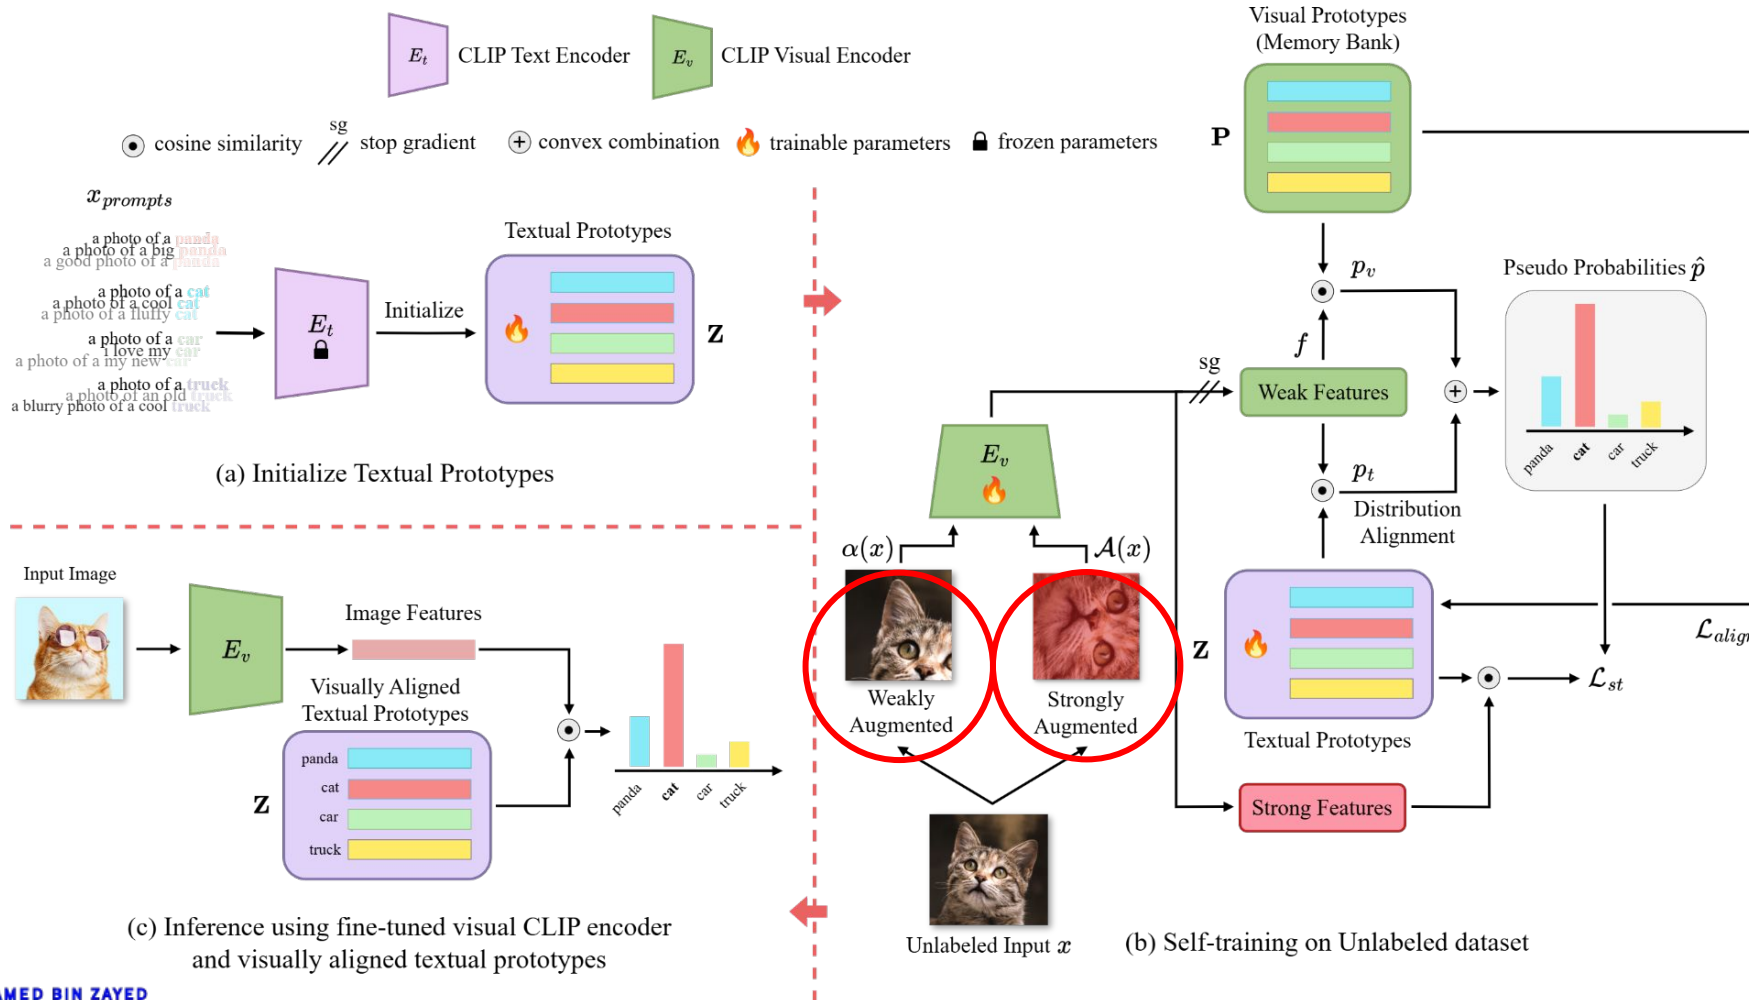 E_t CLIP Text Encoder
E_v CLIP Visual Encoder
cosine similarity
sg
stop gradient
convex combination
trainable parameters
frozen parameters
x_prompts
a photo of a panda
a photo of a big panda
a good photo of a panda
a photo of a cat
a photo of a cool cat
a photo of a fluffy cat
a photo of a car
i love my car
a photo of a my new car
a photo of a truck
a photo of an old truck
a blurry photo of a cool truck
E_t
Initialize
Textual Prototypes
Z
(a) Initialize Textual Prototypes
Input Image
E_v
Image Features
Visually Aligned
Textual Prototypes
Z
panda
cat
car
truck
panda
cat
car
truck
(c) Inference using fine-tuned visual CLIP encoder
and visually aligned textual prototypes
Visual Prototypes
(Memory Bank)
P
p_v
f
sg
Weak Features
p_t
Distribution
Alignment
Pseudo Probabilities p̂
panda
cat
car
truck
E_v
α(x)
𝒜(x)
Weakly
Augmented
Strongly
Augmented
Z
Textual Prototypes
ℒ_align
ℒ_st
Strong Features
Unlabeled Input x
(b) Self-training on Unlabeled dataset
AMED BIN ZAYED